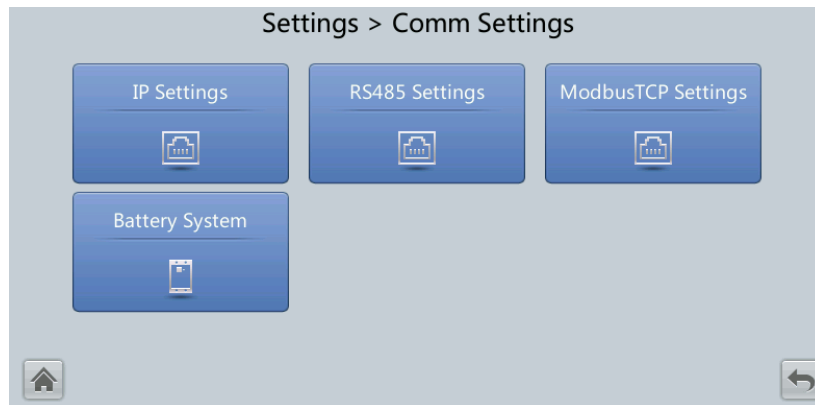 Settings > Comm Settings
IP Settings
RS485 Settings
ModbusTCP Settings
Battery System